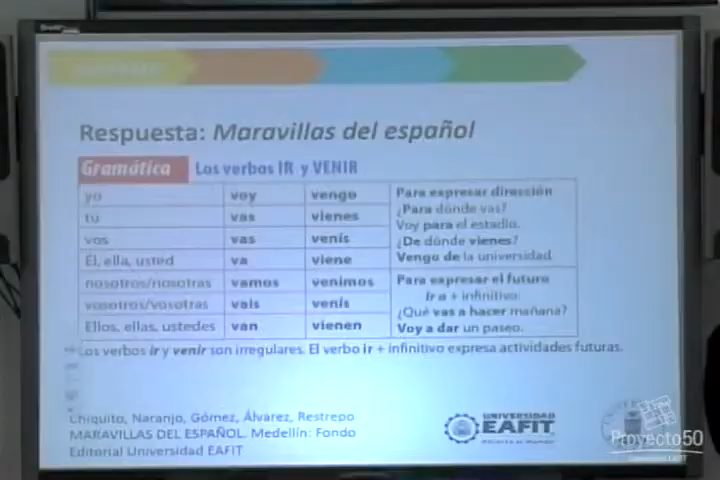 Respuesta: Maravillas del español
Gramática Los verbos IR y VENIR
yo voy vengo
tu vas vienes
vos vas venís
Él, ella, usted va viene
nosotros/nosotras vamos venimos
vosotros/vosotras vais venís
Ellos, ellas, ustedes van vienen
Para expresar dirección
¿Para dónde vas?
Voy para el estadio.
¿De dónde vienes?
Vengo de la universidad
Para expresar el futuro
Ir a + infinitivo
¿Qué vas a hacer mañana?
Voy a dar un paseo.
Los verbos ir y venir son irregulares. El verbo ir + infinitivo expresa actividades futuras.
Chiquito, Naranjo, Gómez, Álvarez, Restrepo
MARAVILLAS DEL ESPAÑOL. Medellín: Fondo
Editorial Universidad EAFIT
UNIVERSIDAD
EAFIT
Proyecto50